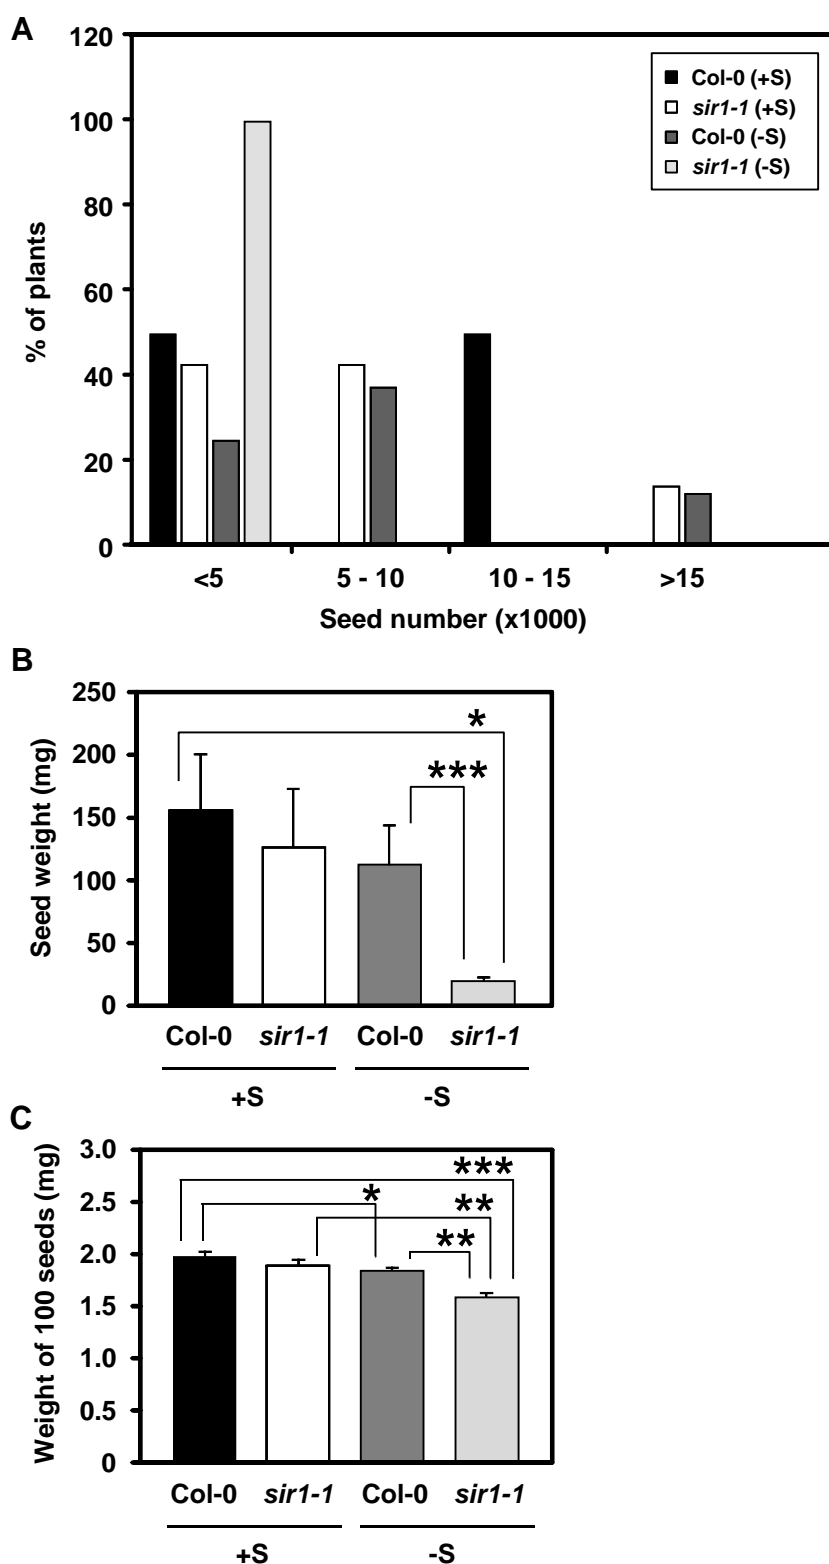 A
120
100
80
60
40
20
0
% of plants
Col-0 (+S)
sir1-1 (+S)
Col-0 (-S)
sir1-1 (-S)
<5 5 - 10 10 - 15 >15
Seed number (x1000)
B
250
200
150
100
50
0
Seed weight (mg)
*
***
Col-0 sir1-1 Col-0 sir1-1
+S -S
C
3.0
2.5
2.0
1.5
1.0
0.5
0
Weight of 100 seeds (mg)
***
* **
**
Col-0 sir1-1 Col-0 sir1-1
+S -S